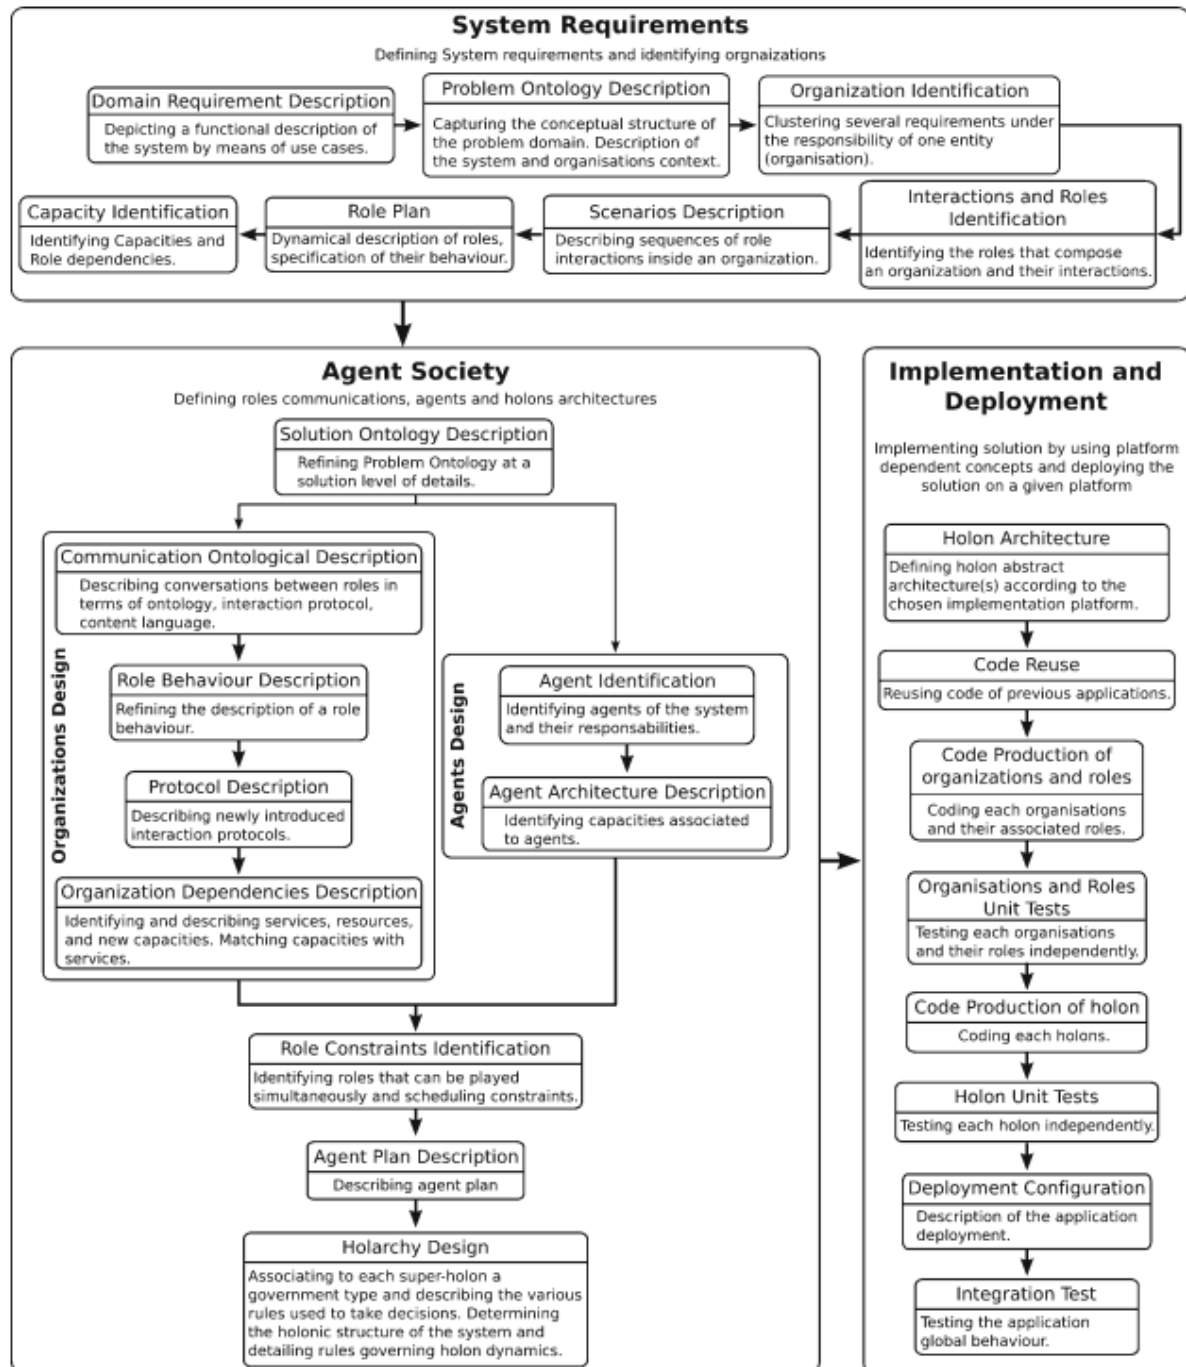 System Requirements
Defining System requirements and identifying orgnaizations
Domain Requirement Description
Depicting a functional description of
the system by means of use cases.
Problem Ontology Description
Capturing the conceptual structure of
the problem domain. Description of
the system and organisations context.
Organization Identification
Clustering several requirements under
the responsibility of one entity
(organisation).
Interactions and Roles
Identification
Identifying the roles that compose
an organization and their interactions.
Scenarios Description
Describing sequences of role
interactions inside an organization.
Role Plan
Dynamical description of roles,
specification of their behaviour.
Capacity Identification
Identifying Capacities and
Role dependencies.
Agent Society
Defining roles communications, agents and holons architectures
Solution Ontology Description
Refining Problem Ontology at a
solution level of details.
Organizations Design
Communication Ontological Description
Describing conversations between roles in
terms of ontology, interaction protocol,
content language.
Role Behaviour Description
Refining the description of a role
behaviour.
Protocol Description
Describing newly introduced
interaction protocols.
Organization Dependencies Description
Identifying and describing services, resources,
and new capacities. Matching capacities with
services.
Agents Design
Agent Identification
Identifying agents of the system
and their responsabilities.
Agent Architecture Description
Identifying capacities associated
to agents.
Role Constraints Identification
Identifying roles that can be played
simultaneously and scheduling constraints.
Agent Plan Description
Describing agent plan
Holarchy Design
Associating to each super-holon a
government type and describing the various
rules used to take decisions. Determining
the holonic structure of the system and
detailing rules governing holon dynamics.
Implementation and
Deployment
Implementing solution by using platform
dependent concepts and deploying the
solution on a given platform
Holon Architecture
Defining holon abstract
architecture(s) according to the
chosen implementation platform.
Code Reuse
Reusing code of previous applications.
Code Production of
organizations and roles
Coding each organisations
and their associated roles.
Organisations and Roles
Unit Tests
Testing each organisations
and their roles independently.
Code Production of holon
Coding each holons.
Holon Unit Tests
Testing each holon independently.
Deployment Configuration
Description of the application
deployment.
Integration Test
Testing the application
global behaviour.